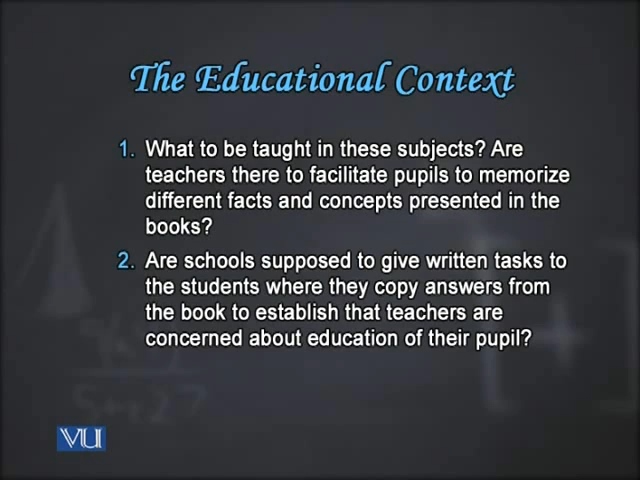 The Educational Context
1. What to be taught in these subjects? Are
teachers there to facilitate pupils to memorize
different facts and concepts presented in the
books?
2. Are schools supposed to give written tasks to
the students where they copy answers from
the book to establish that teachers are
concerned about education of their pupil?
VU